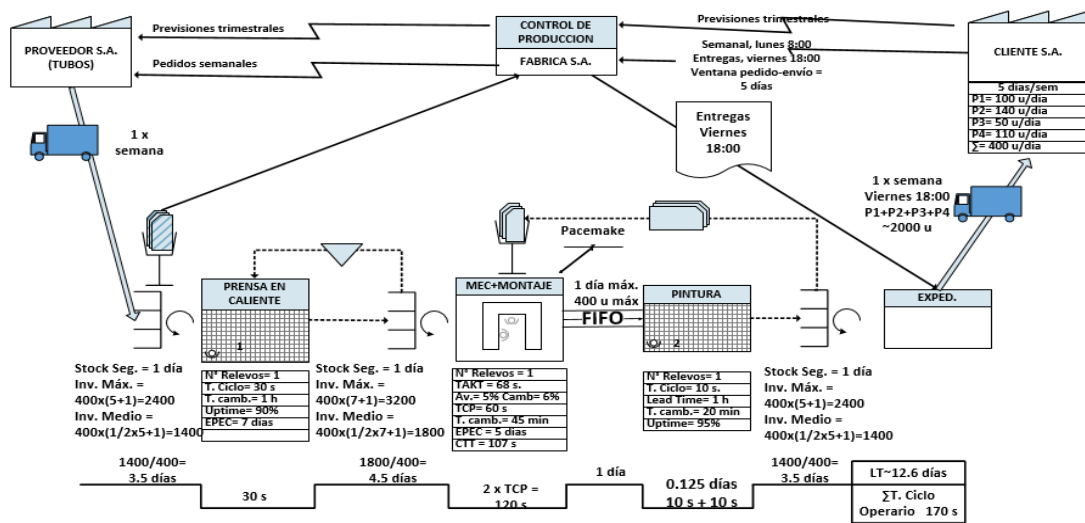 PROVEEDOR S.A.
(TUBOS)
Previsiones trimestrales
Pedidos semanales
CONTROL DE
PRODUCCION
FABRICA S.A.
Previsiones trimestrales
Semanal, lunes 8:00
Entregas, viernes 18:00
Ventana pedido-envío =
5 días
CLIENTE S.A.
5 dias/sem
P1= 100 u/dia
P2= 140 u/dia
P3= 50 u/dia
P4= 110 u/dia
∑= 400 u/dia
1 x
semana
Entregas
Viernes
18:00
1 x semana
Viernes 18:00
P1+P2+P3+P4
~2000 u
Pacemake
PRENSA EN
CALIENTE
1
MEC+MONTAJE
1 día máx.
400 u máx
FIFO
PINTURA
2
EXPED.
Stock Seg. = 1 día
Inv. Máx. =
400x(5+1)=2400
Inv. Medio =
400x(1/2x5+1)=1400
N° Relevos= 1
T. Ciclo= 30 s
T. camb.= 1 h
Uptime= 90%
EPEC= 7 dias
Stock Seg. = 1 día
Inv. Máx. =
400x(7+1)=3200
Inv. Medio =
400x(1/2x7+1)=1800
N° Relevos = 1
TAKT = 68 s.
Av.= 5% Camb= 6%
TCP= 60 s
T. camb.= 45 min
EPEC= 5 dias
CTT = 107 s
N° Relevos= 1
T. Ciclo= 10 s.
Lead Time= 1 h
T. camb.= 20 min
Uptime= 95%
Stock Seg. = 1 día
Inv. Máx. =
400x(5+1)=2400
Inv. Medio =
400x(1/2x5+1)=1400
1400/400=
3.5 días
30 s
1800/400=
4.5 días
2 x TCP =
120 s
1 día
0.125 días
10 s + 10 s
1400/400=
3.5 días
LT~12.6 días
∑T. Ciclo
Operario 170 s